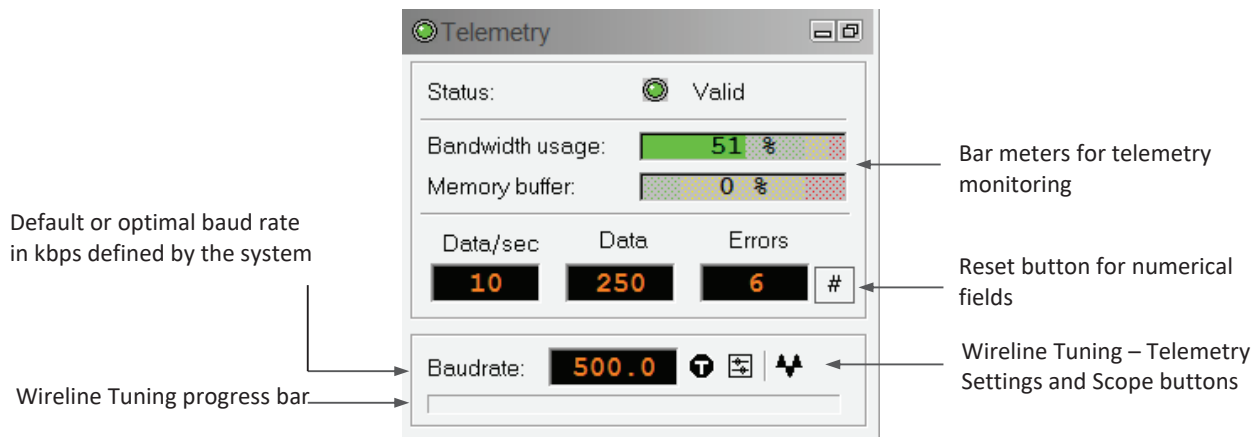 Telemetry
Status: Valid
Bandwidth usage: 51 %
Memory buffer: 0 %
Bar meters for telemetry
monitoring
Default or optimal baud rate
in kbps defined by the system
Data/sec Data Errors
10 250 6 #
Reset button for numerical
fields
Baudrate: 500.0 T
Wireline Tuning – Telemetry
Settings and Scope buttons
Wireline Tuning progress bar